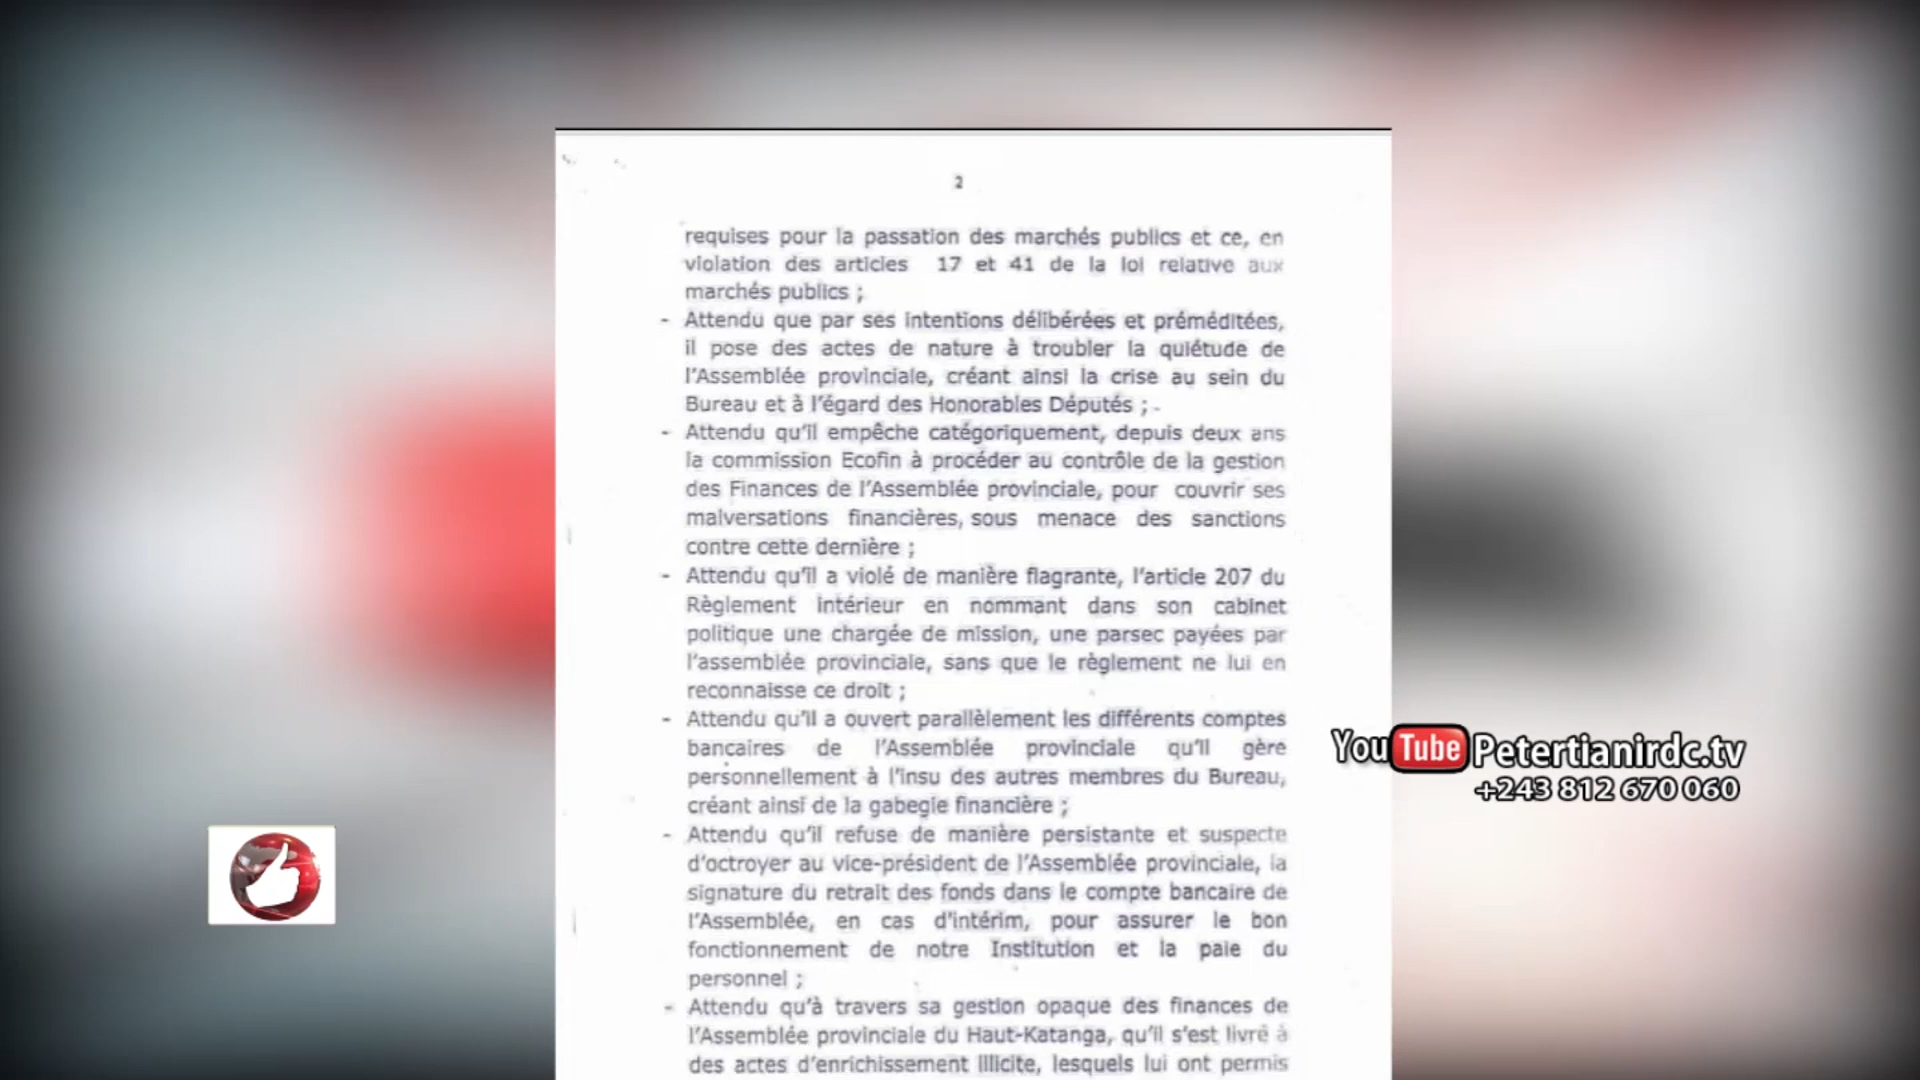 2
requises pour la passation des marchés publics et ce, en
violation des articles 17 et 41 de la loi relative aux
marchés publics ;
- Attendu que par ses intentions délibérées et préméditées,
il pose des actes de nature à troubler la quiétude de
l'Assemblée provinciale, créant ainsi la crise au sein du
Bureau et à l'égard des Honorables Députés ; -
- Attendu qu'il empêche catégoriquement, depuis deux ans
la commission Ecofin à procéder au contrôle de la gestion
des Finances de l'Assemblée provinciale, pour couvrir ses
malversations financières, sous menace des sanctions
contre cette dernière ;
- Attendu qu'il a violé de manière flagrante, l'article 207 du
Règlement intérieur en nommant dans son cabinet
politique une chargée de mission, une parsec payées par
l'assemblée provinciale, sans que le règlement ne lui en
reconnaisse ce droit ;
- Attendu qu'il a ouvert parallèlement les différents comptes
bancaires de l'Assemblée provinciale qu'il gère
personnellement à l'insu des autres membres du Bureau,
créant ainsi de la gabegie financière ;
- Attendu qu'il refuse de manière persistante et suspecte
d'octroyer au vice-président de l'Assemblée provinciale, la
signature du retrait des fonds dans le compte bancaire de
l'Assemblée, en cas d'intérim, pour assurer le bon
fonctionnement de notre Institution et la paie du
personnel ;
- Attendu qu'à travers sa gestion opaque des finances de
l'Assemblée provinciale du Haut-Katanga, qu'il s'est livré à
des actes d'enrichissement illicite, lesquels lui ont permis
YouTube Petertianirdc.tv
+243 812 670 060